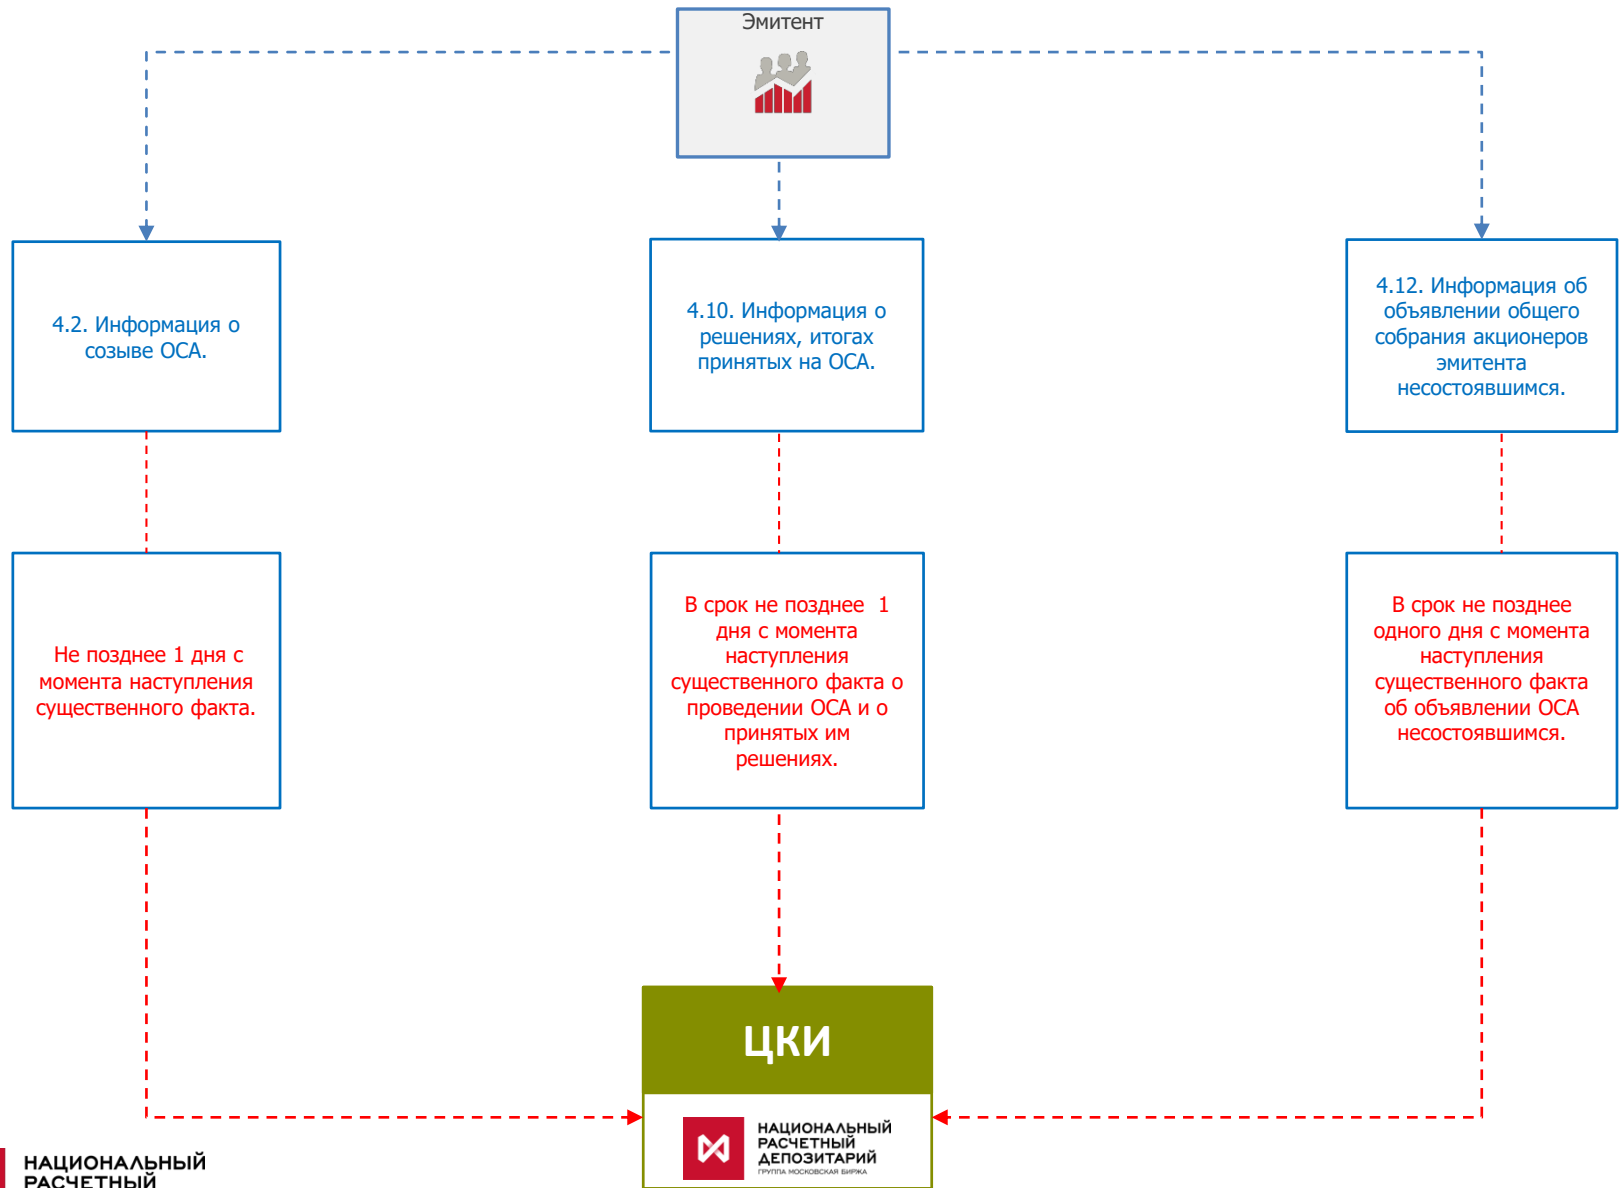 Эмитент
4.2. Информация о
созыве ОСА.
4.10. Информация о
решениях, итогах
принятых на ОСА.
4.12. Информация об
объявлении общего
собрания акционеров
эмитента
несостоявшимся.
Не позднее 1 дня с
момента наступления
существенного факта.
В срок не позднее 1
дня с момента
наступления
существенного факта о
проведении ОСА и о
принятых им
решениях.
В срок не позднее
одного дня с момента
наступления
существенного факта
об объявлении ОСА
несостоявшимся.
ЦКИ
НАЦИОНАЛЬНЫЙ
РАСЧЕТНЫЙ
ДЕПОЗИТАРИЙ
ГРУППА МОСКОВСКАЯ БИРЖА
НАЦИОНАЛЬНЫЙ
РАСЧЕТНЫЙ